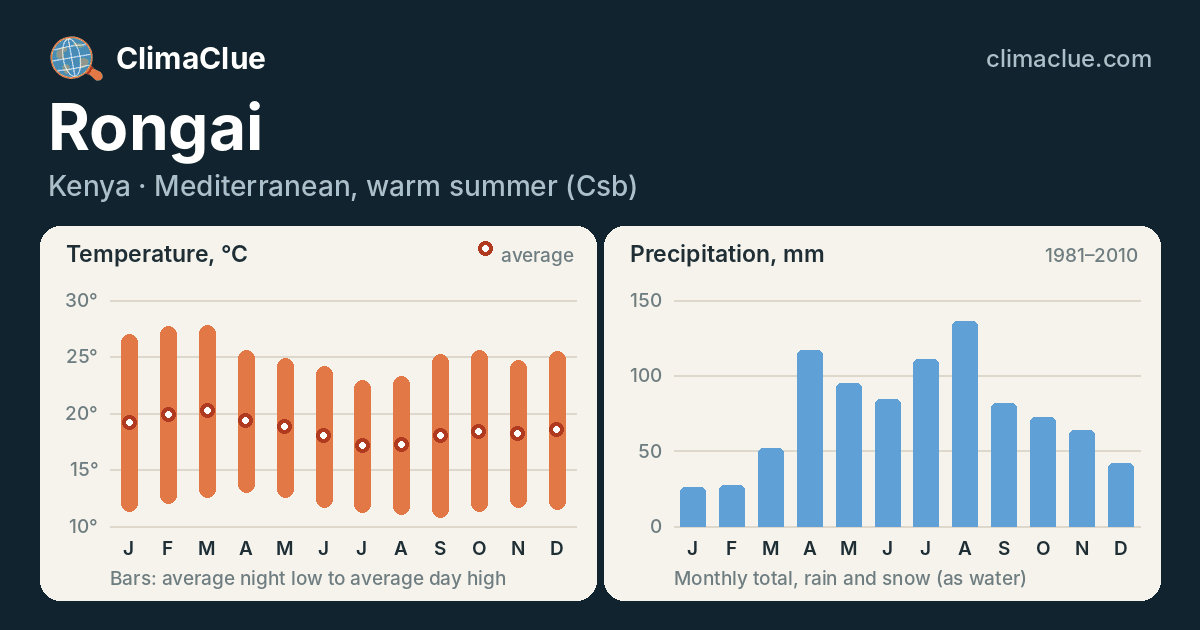 ClimaClue
climaclue.com
Rongai
Kenya · Mediterranean, warm summer (Csb)
Temperature, °C
average
30°
25°
20°
15°
10°
J F M A M J J A S O N D
Bars: average night low to average day high
Precipitation, mm
1981–2010
150
100
50
0
J F M A M J J A S O N D
Monthly total, rain and snow (as water)